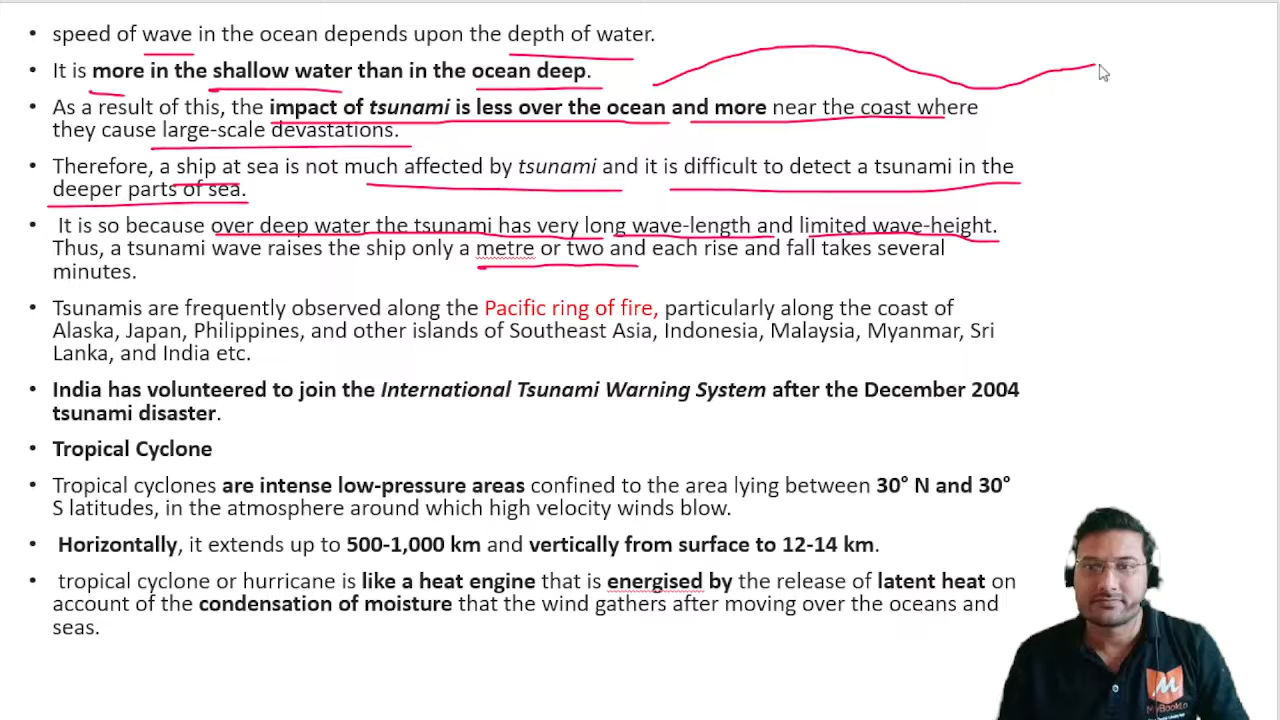 • speed of wave in the ocean depends upon the depth of water.
• It is more in the shallow water than in the ocean deep.
• As a result of this, the impact of tsunami is less over the ocean and more near the coast where
they cause large-scale devastations.
• Therefore, a ship at sea is not much affected by tsunami and it is difficult to detect a tsunami in the
deeper parts of sea.
• It is so because over deep water the tsunami has very long wave-length and limited wave-height.
Thus, a tsunami wave raises the ship only a metre or two and each rise and fall takes several
minutes.
• Tsunamis are frequently observed along the Pacific ring of fire, particularly along the coast of
Alaska, Japan, Philippines, and other islands of Southeast Asia, Indonesia, Malaysia, Myanmar, Sri
Lanka, and India etc.
• India has volunteered to join the International Tsunami Warning System after the December 2004
tsunami disaster.
• Tropical Cyclone
• Tropical cyclones are intense low-pressure areas confined to the area lying between 30° N and 30°
S latitudes, in the atmosphere around which high velocity winds blow.
• Horizontally, it extends up to 500-1,000 km and vertically from surface to 12-14 km.
• tropical cyclone or hurricane is like a heat engine that is energised by the release of latent heat on
account of the condensation of moisture that the wind gathers after moving over the oceans and
seas.